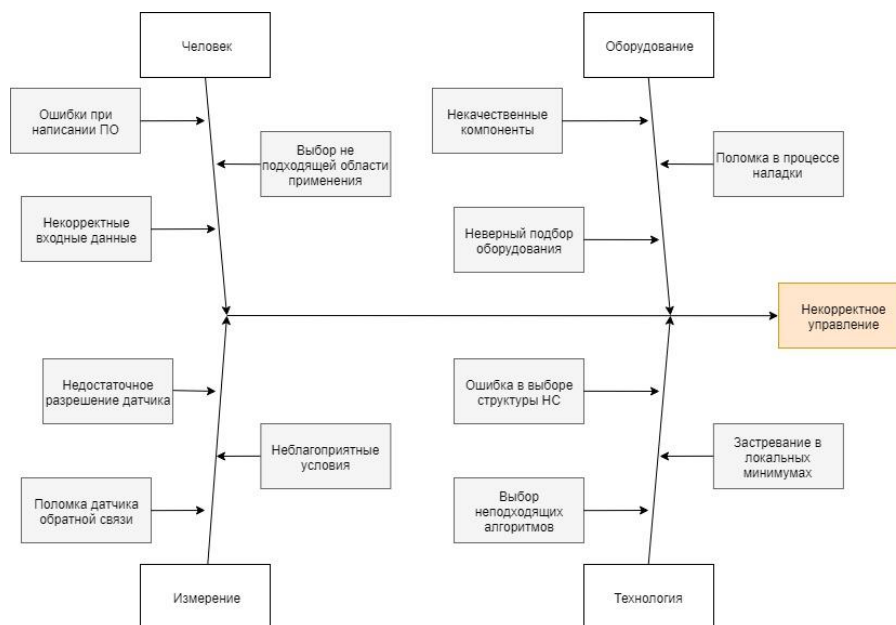 Человек
Оборудование
Ошибки при
написании ПО
Некачественные
компоненты
Выбор не
подходящей области
применения
Поломка в процессе
наладки
Некорректные
входные данные
Неверный подбор
оборудования
Некорректное
управление
Недостаточное
разрешение датчика
Ошибка в выборе
структуры НС
Неблагоприятные
условия
Застревание в
локальных
минимумах
Поломка датчика
обратной связи
Выбор
неподходящих
алгоритмов
Измерение
Технология